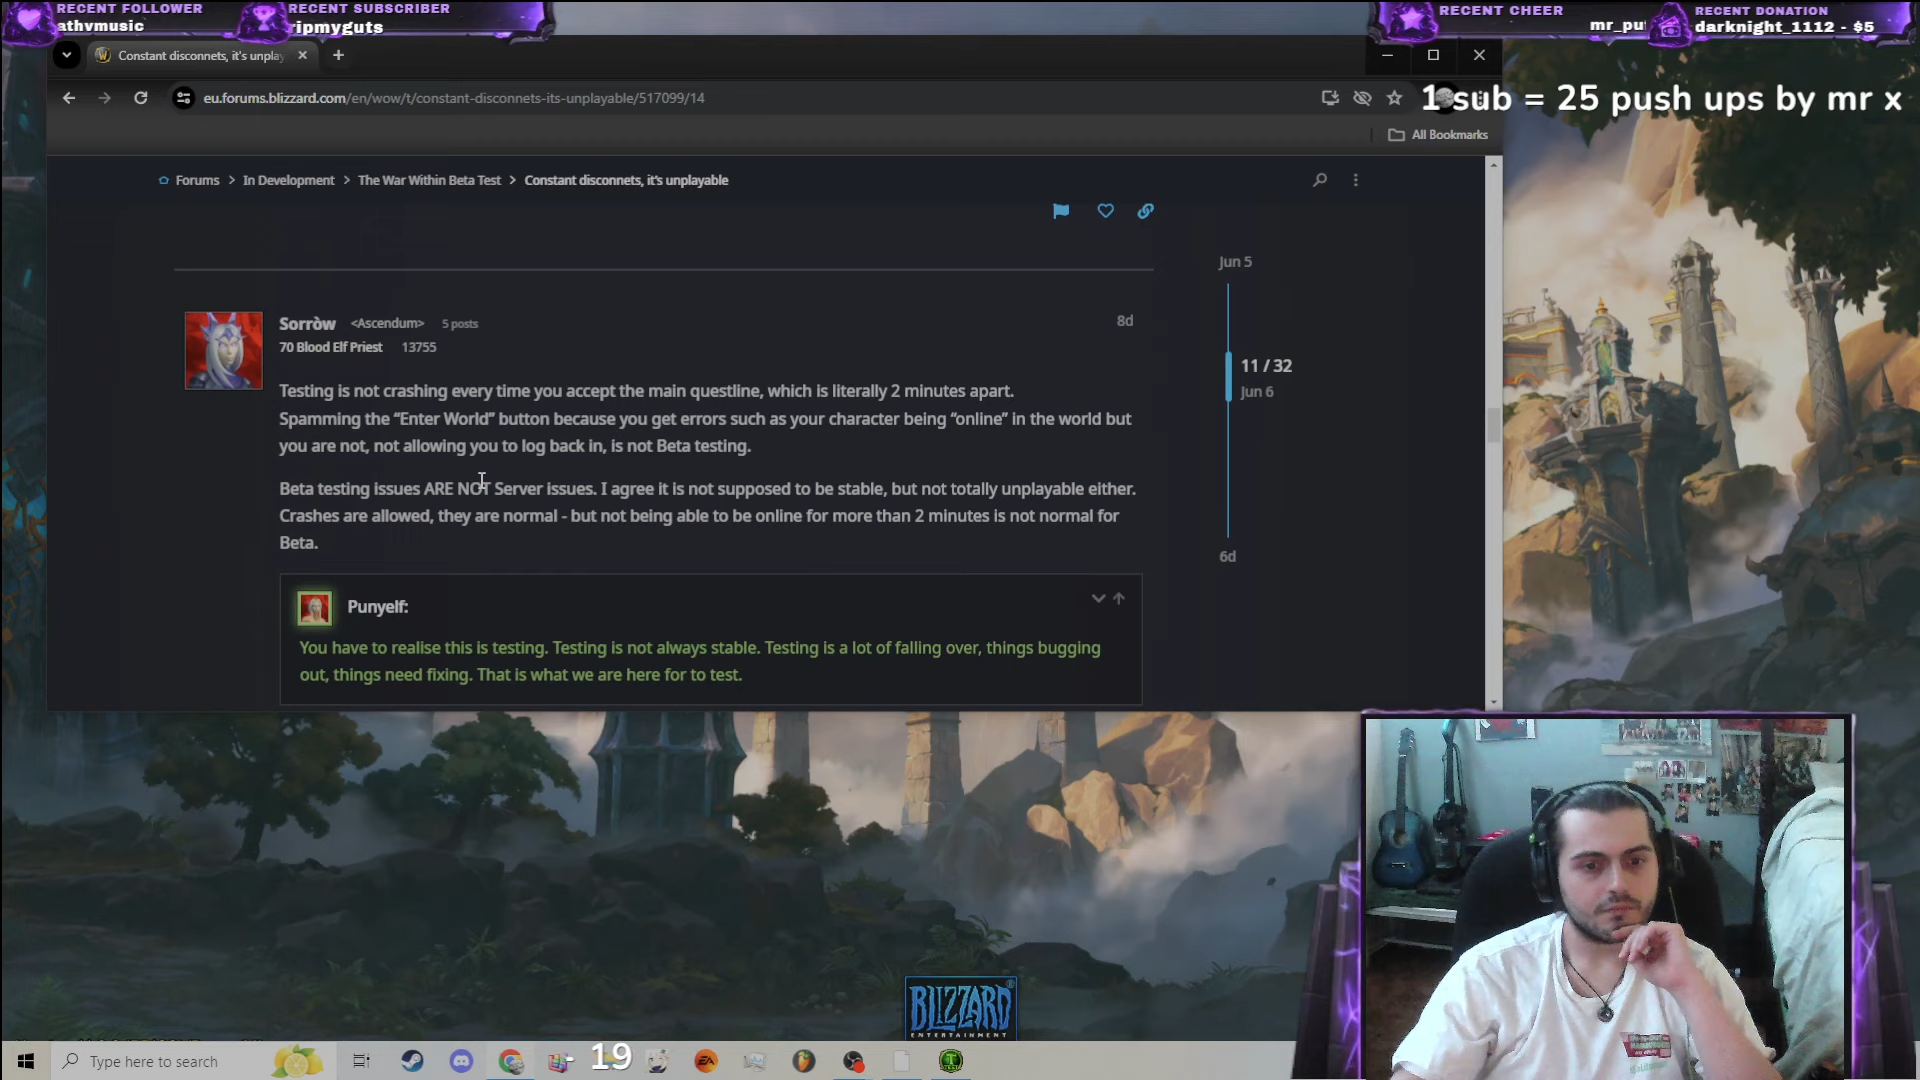 RECENT FOLLOWER
athvmusic
RECENT SUBSCRIBER
ripmyguts
RECENT CHEER
mr_pu
RECENT DONATION
darknight_1112 - $5
Constant disconnets, it's unplay
eu.forums.blizzard.com/en/wow/t/constant-disconnets-its-unplayable/517099/14
1 sub = 25 push ups by mr x
All Bookmarks
Forums > In Development > The War Within Beta Test > Constant disconnets, it's unplayable
Jun 5
Sorròw <Ascendum> 5 posts
8d
70 Blood Elf Priest 13755
11 / 32
Jun 6
Testing is not crashing every time you accept the main questline, which is literally 2 minutes apart.
Spamming the “Enter World” button because you get errors such as your character being “online” in the world but
you are not, not allowing you to log back in, is not Beta testing.
Beta testing issues ARE NOT Server issues. I agree it is not supposed to be stable, but not totally unplayable either.
Crashes are allowed, they are normal - but not being able to be online for more than 2 minutes is not normal for
Beta.
6d
Punyelf:
You have to realise this is testing. Testing is not always stable. Testing is a lot of falling over, things bugging
out, things need fixing. That is what we are here for to test.
BLIZZARD
ENTERTAINMENT
Type here to search
19
EA